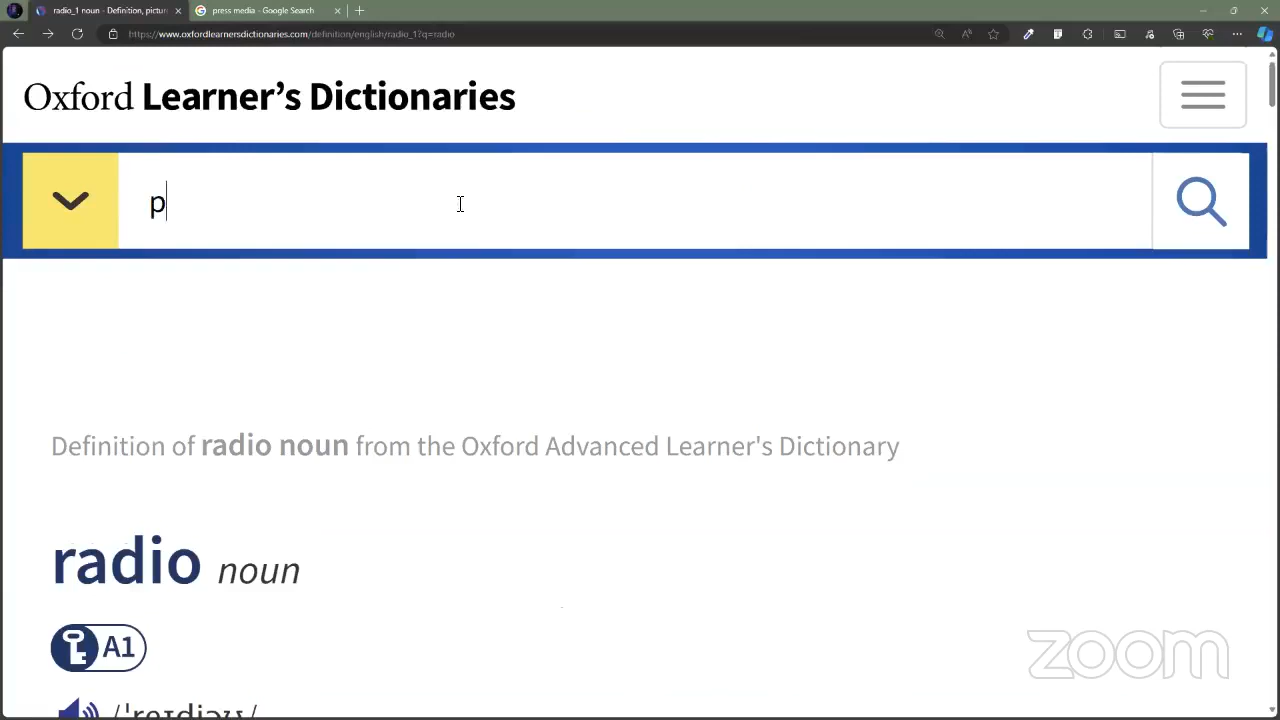 radio_1 noun - Definition, pictur
press media - Google Search
https://www.oxfordlearnersdictionaries.com/definition/english/radio_1?q=radio
Oxford Learner's Dictionaries
p
Definition of radio noun from the Oxford Advanced Learner's Dictionary
radio noun
A1
/ˈreɪdiəʊ/
zoom